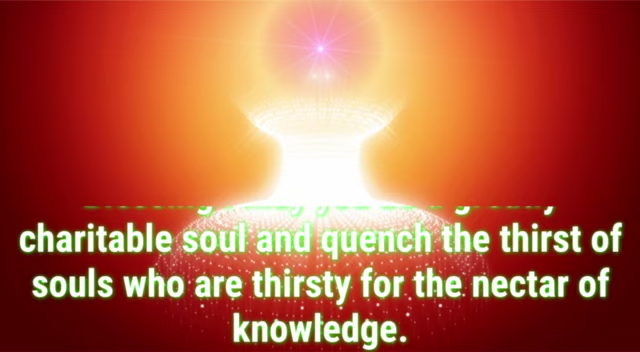 charitable soul and quench the thirst of
souls who are thirsty for the nectar of
knowledge.